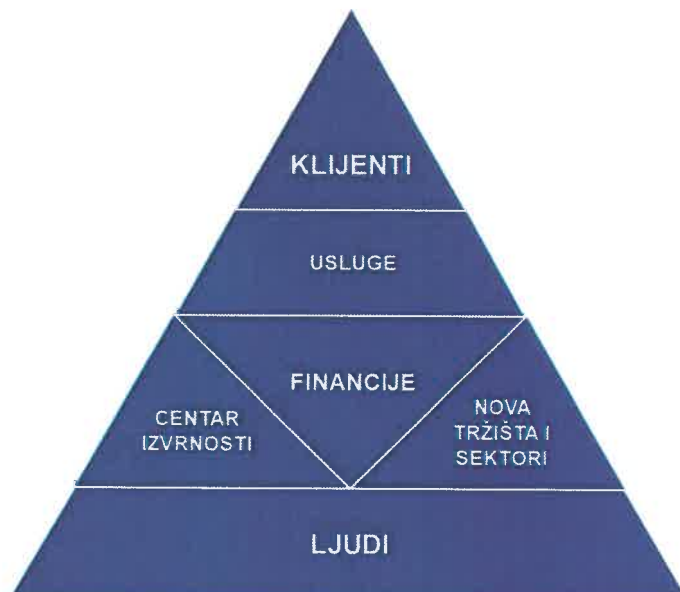 KLIJENTI
USLUGE
FINANCIJE
CENTAR
IZVRNOSTI
NOVA
TRŽIŠTA I
SEKTORI
LJUDI